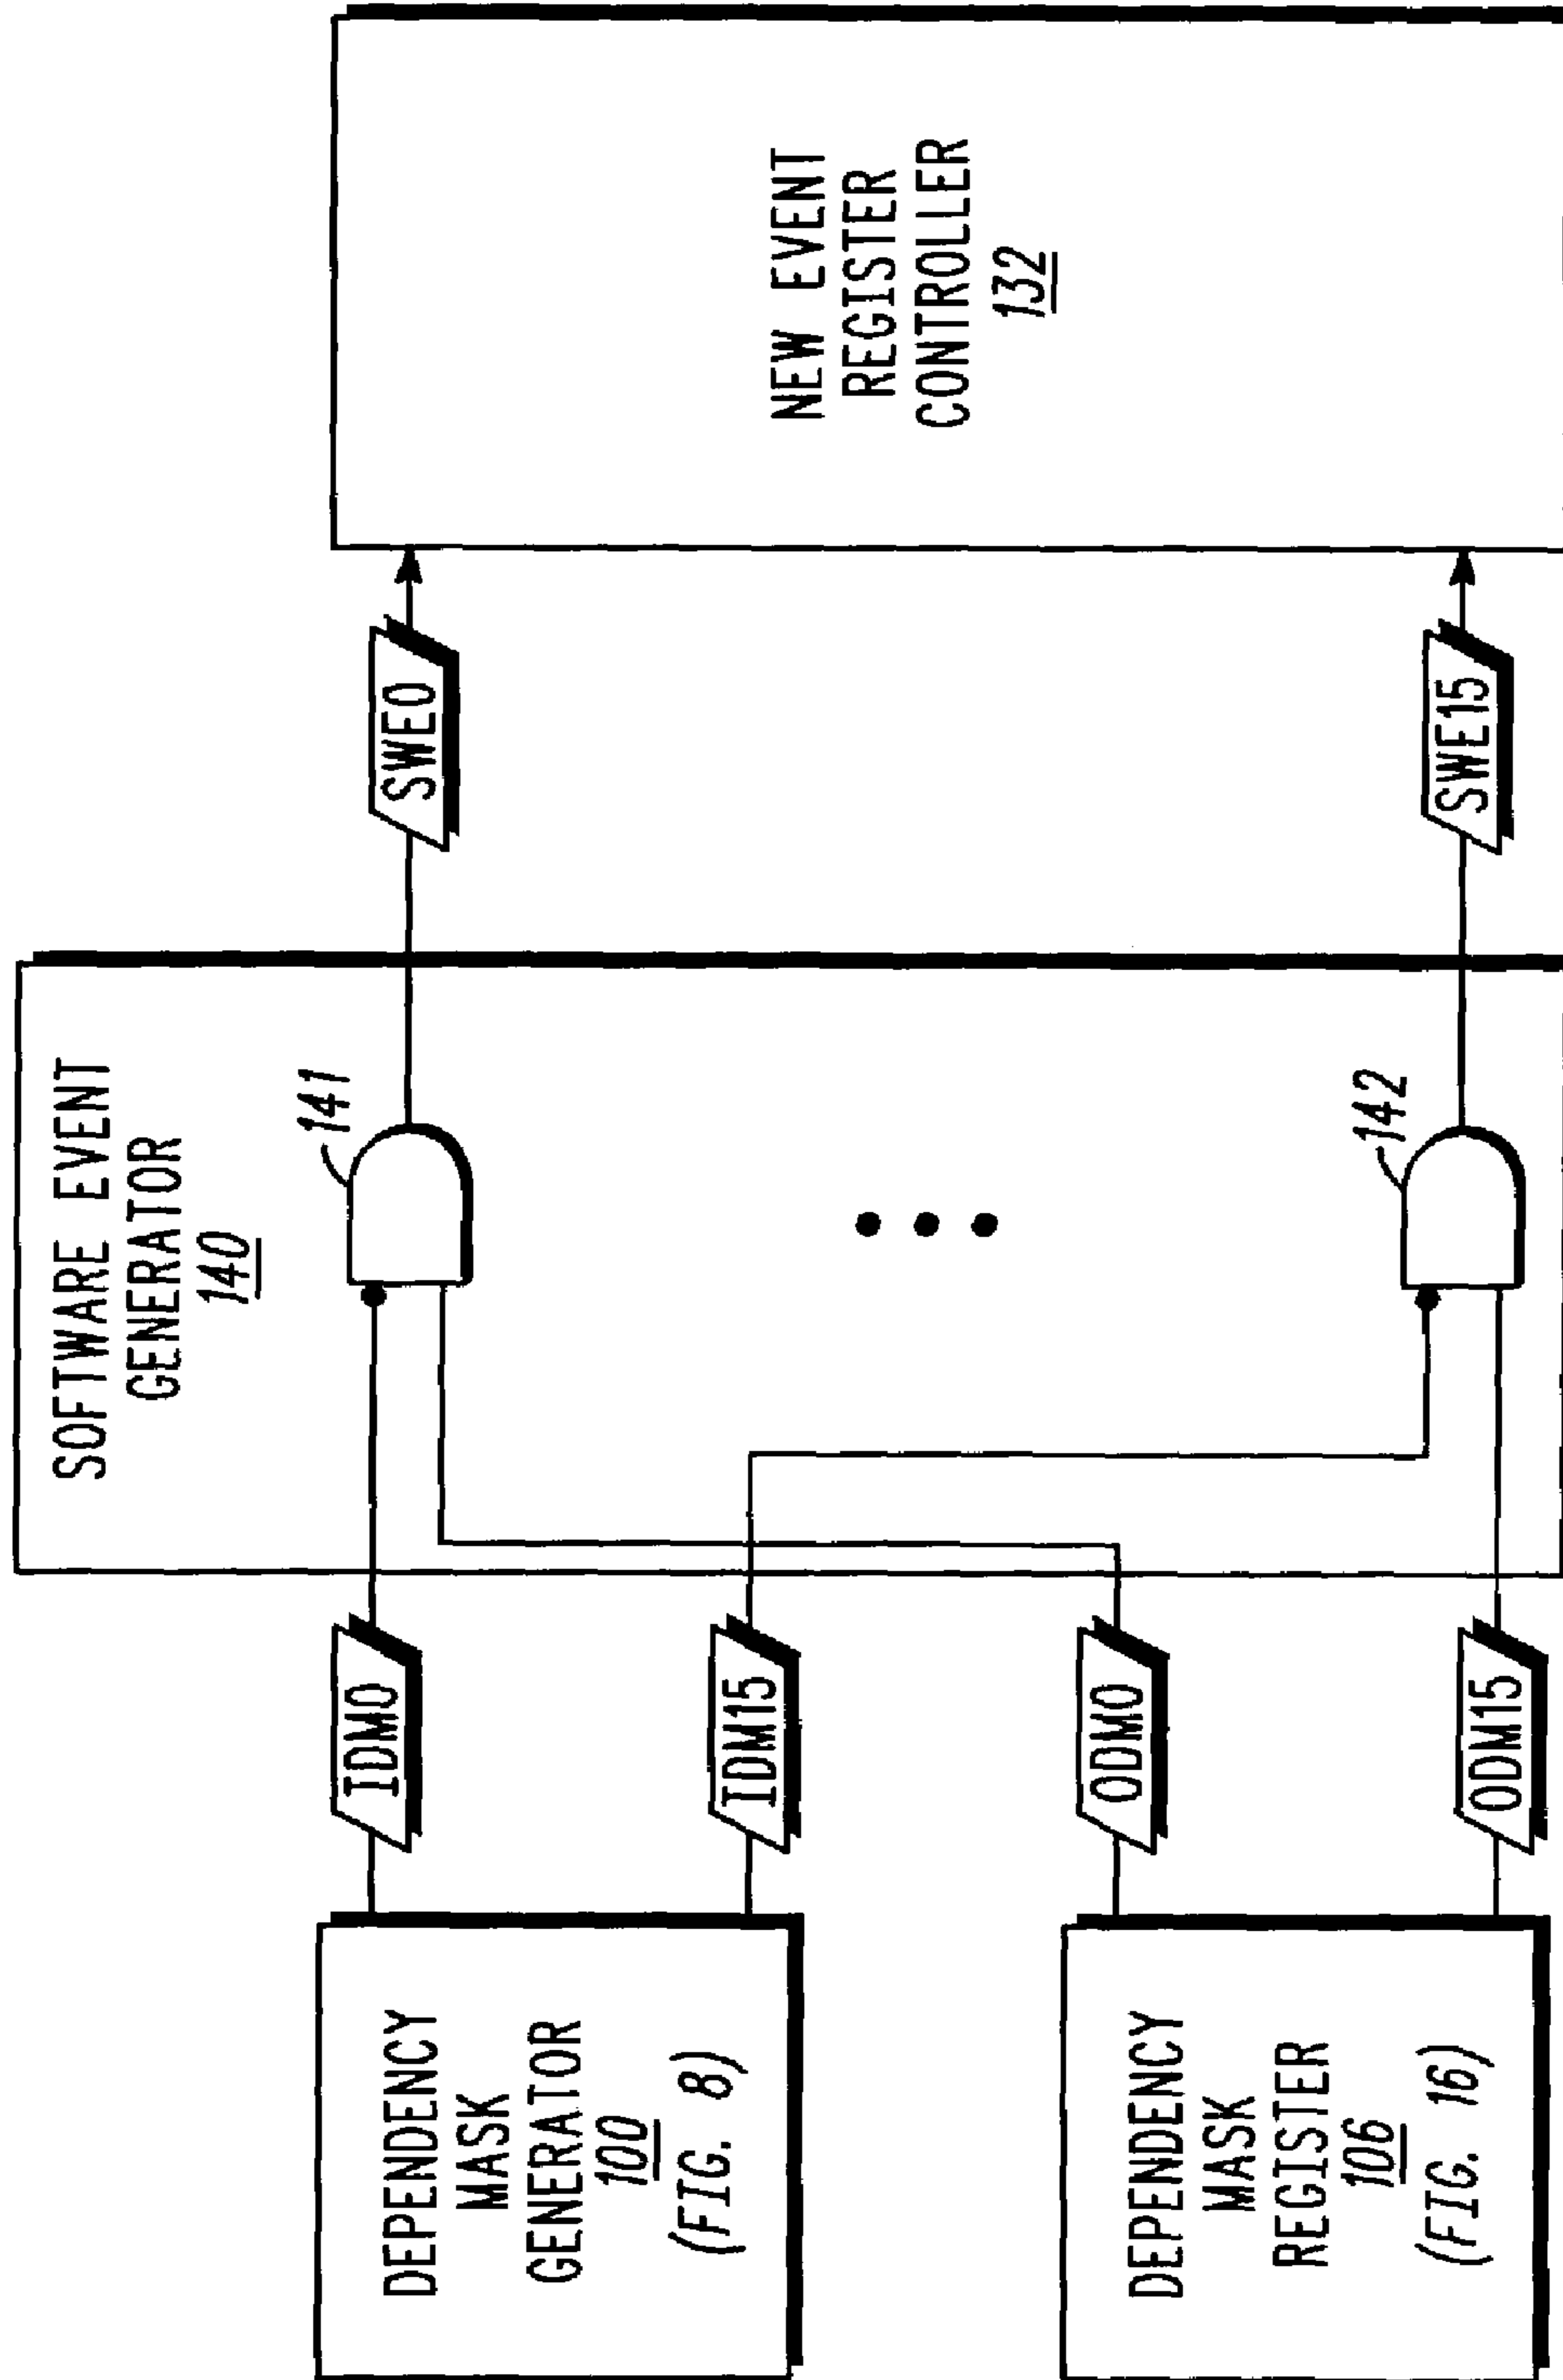 DEPENDENCY
MASK
GENERATOR
100
(FIG. 8)
IDM0
IDM15
DEPENDENCY
MASK
REGISTER
106
(FIG. 16)
ODM0
ODM15
SOFTWARE EVENT
GENERATOR
140
141
142
SWE0
SWE15
NEW EVENT
REGISTER
CONTROLLER
132